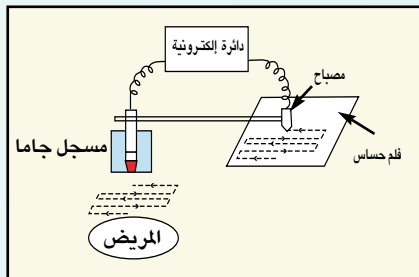 دائرة إلكترونية
مصباح
مسجل جاما
فلم حساس
المريض